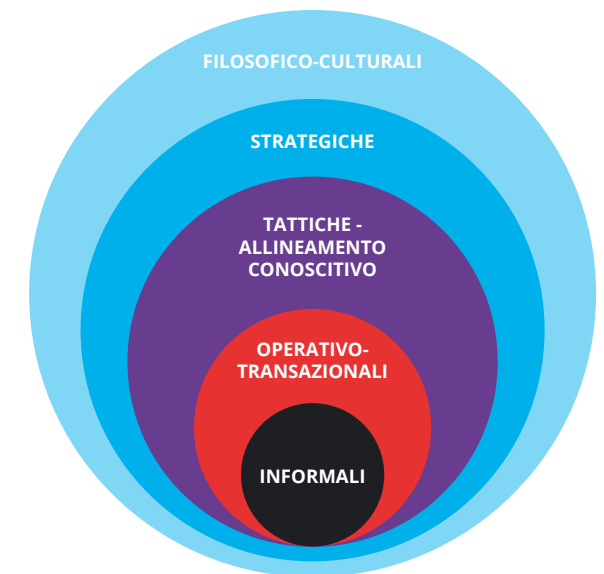 FILOSOFICO-CULTURALI
STRATEGICHE
TATTICHE -
ALLINEAMENTO
CONOSCITIVO
OPERATIVO-
TRANSAZIONALI
INFORMALI